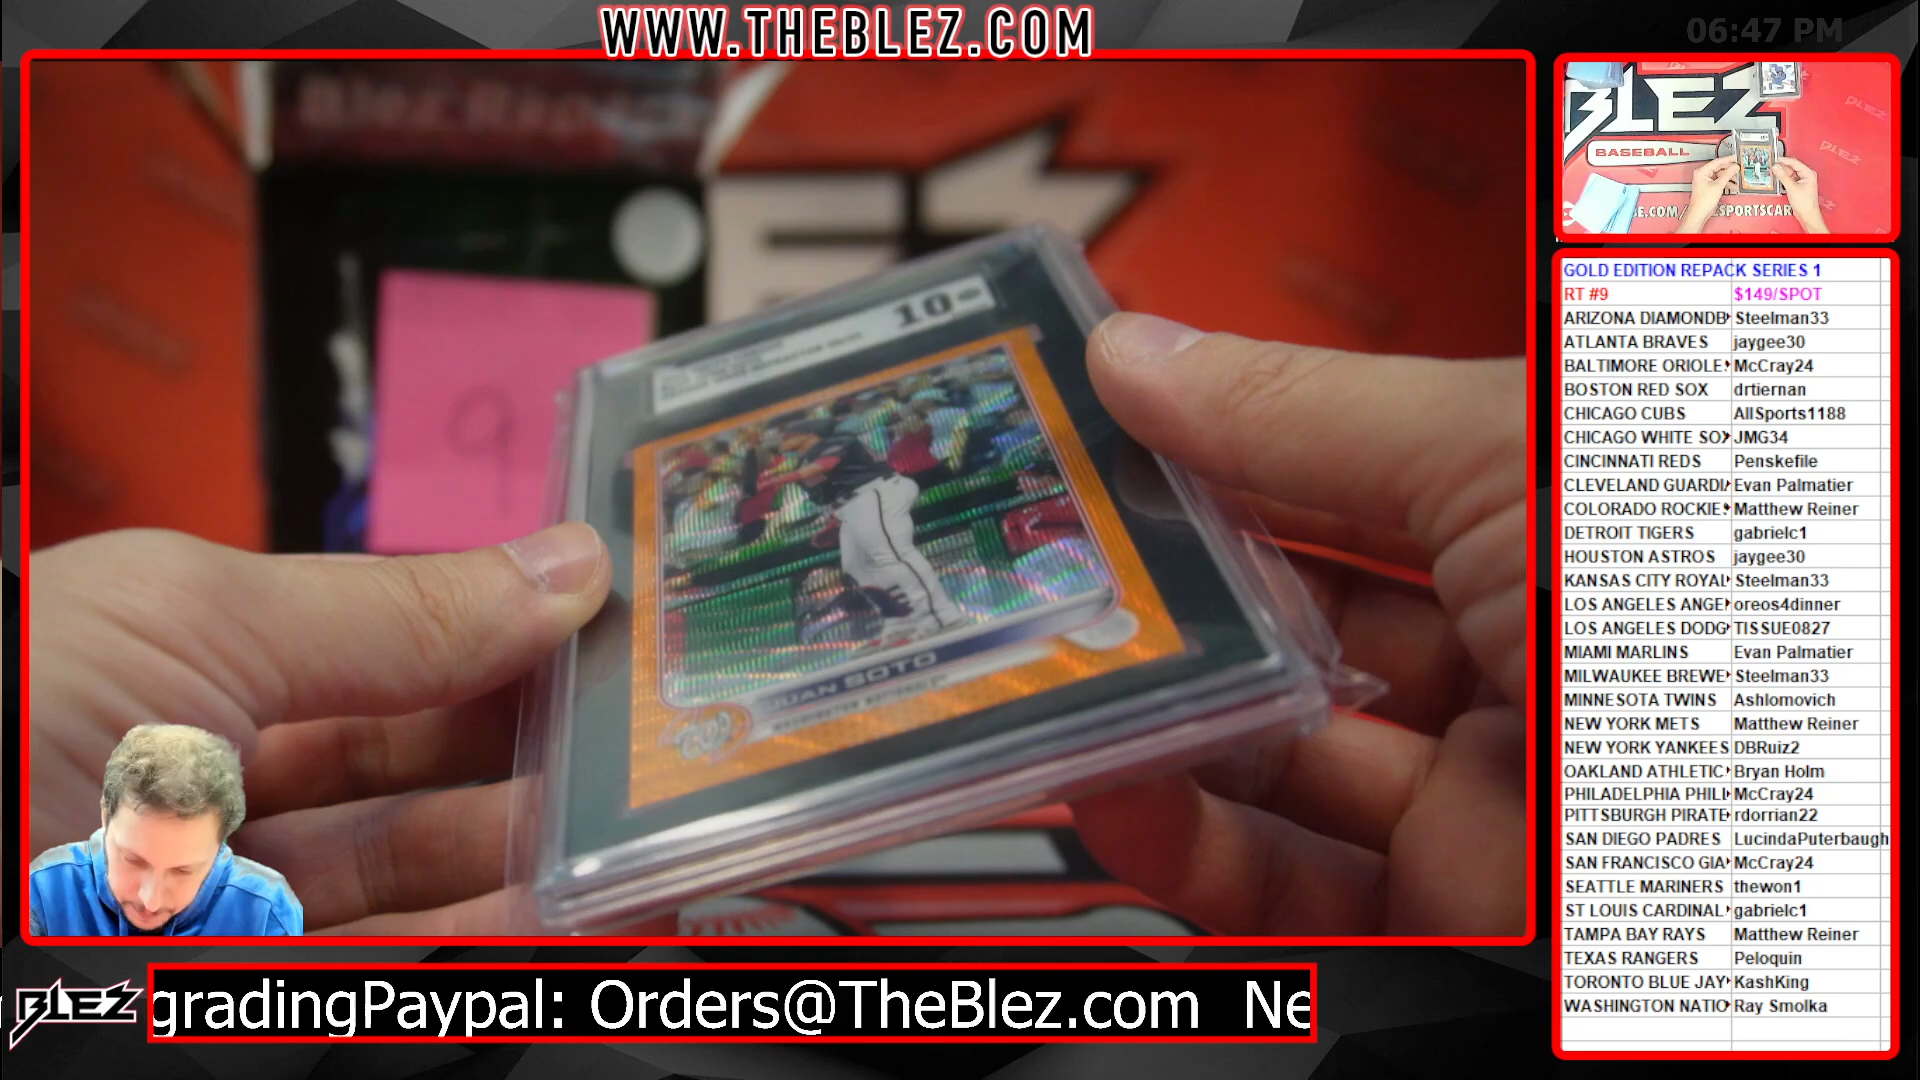 WWW.THEBLEZ.COM
06:47 PM
BLEZ
BASEBALL
9
10
JUAN SOTO
WASHINGTON NATIONALS
GOLD EDITION REPACK SERIES 1
RT #9 $149/SPOT
ARIZONA DIAMONDB Steelman33
ATLANTA BRAVES jaygee30
BALTIMORE ORIOLE McCray24
BOSTON RED SOX drtiernan
CHICAGO CUBS AllSports1188
CHICAGO WHITE SOX JMG34
CINCINNATI REDS Penskefile
CLEVELAND GUARDI Evan Palmatier
COLORADO ROCKIES Matthew Reiner
DETROIT TIGERS gabrielc1
HOUSTON ASTROS jaygee30
KANSAS CITY ROYAL Steelman33
LOS ANGELES ANGE oreos4dinner
LOS ANGELES DODG TISSUE0827
MIAMI MARLINS Evan Palmatier
MILWAUKEE BREWE Steelman33
MINNESOTA TWINS Ashlomovich
NEW YORK METS Matthew Reiner
NEW YORK YANKEES DBRuiz2
OAKLAND ATHLETIC Bryan Holm
PHILADELPHIA PHILL McCray24
PITTSBURGH PIRATE rdorrian22
SAN DIEGO PADRES LucindaPuterbaugh
SAN FRANCISCO GIA McCray24
SEATTLE MARINERS thewon1
ST LOUIS CARDINAL gabrielc1
TAMPA BAY RAYS Matthew Reiner
TEXAS RANGERS Peloquin
TORONTO BLUE JAY KashKing
WASHINGTON NATIO Ray Smolka
BLEZ
gradingPaypal: Orders@TheBlez.com Ne